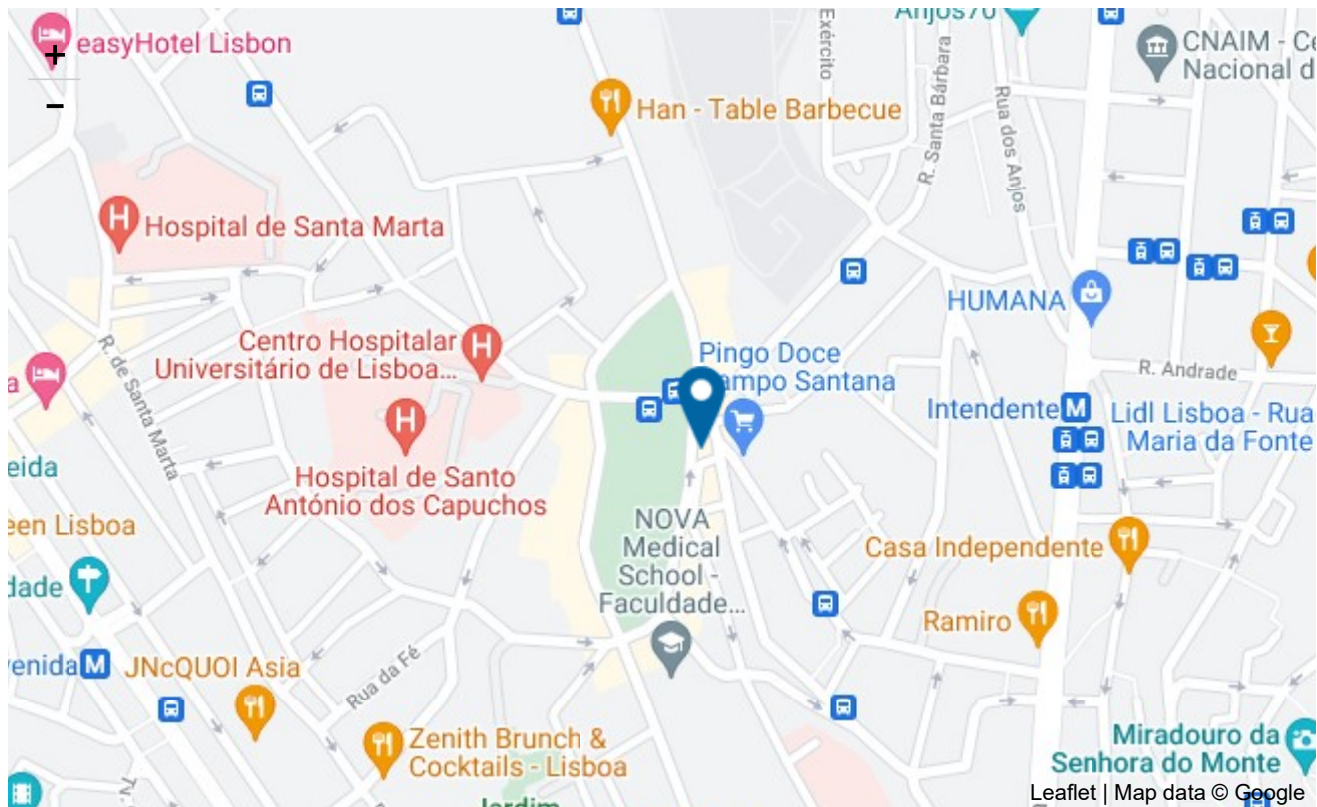 easyHotel Lisbon
+
−
Han - Table Barbecue
Exército
R. Santa Bárbara
Anjos70
Rua dos Anjos
CNAIM - Ce
Nacional d
H
Hospital de Santa Marta
R. de Santa Marta
Centro Hospitalar
Universitário de Lisboa...
H
H
Hospital de Santo
António dos Capuchos
Pingo Doce
ampo Santana
HUMANA
R. Andrade
Intendente M
Lidl Lisboa - Rua
Maria da Fonte
a
eida
een Lisboa
dade
venida M
JNcQUOI Asia
Rua da Fé
NOVA
Medical
School -
Faculdade...
Casa Independente
Ramiro
Zenith Brunch &
Cocktails - Lisboa
Jardim
Miradouro da
Senhora do Monte
Tv.
Leaflet | Map data © Google